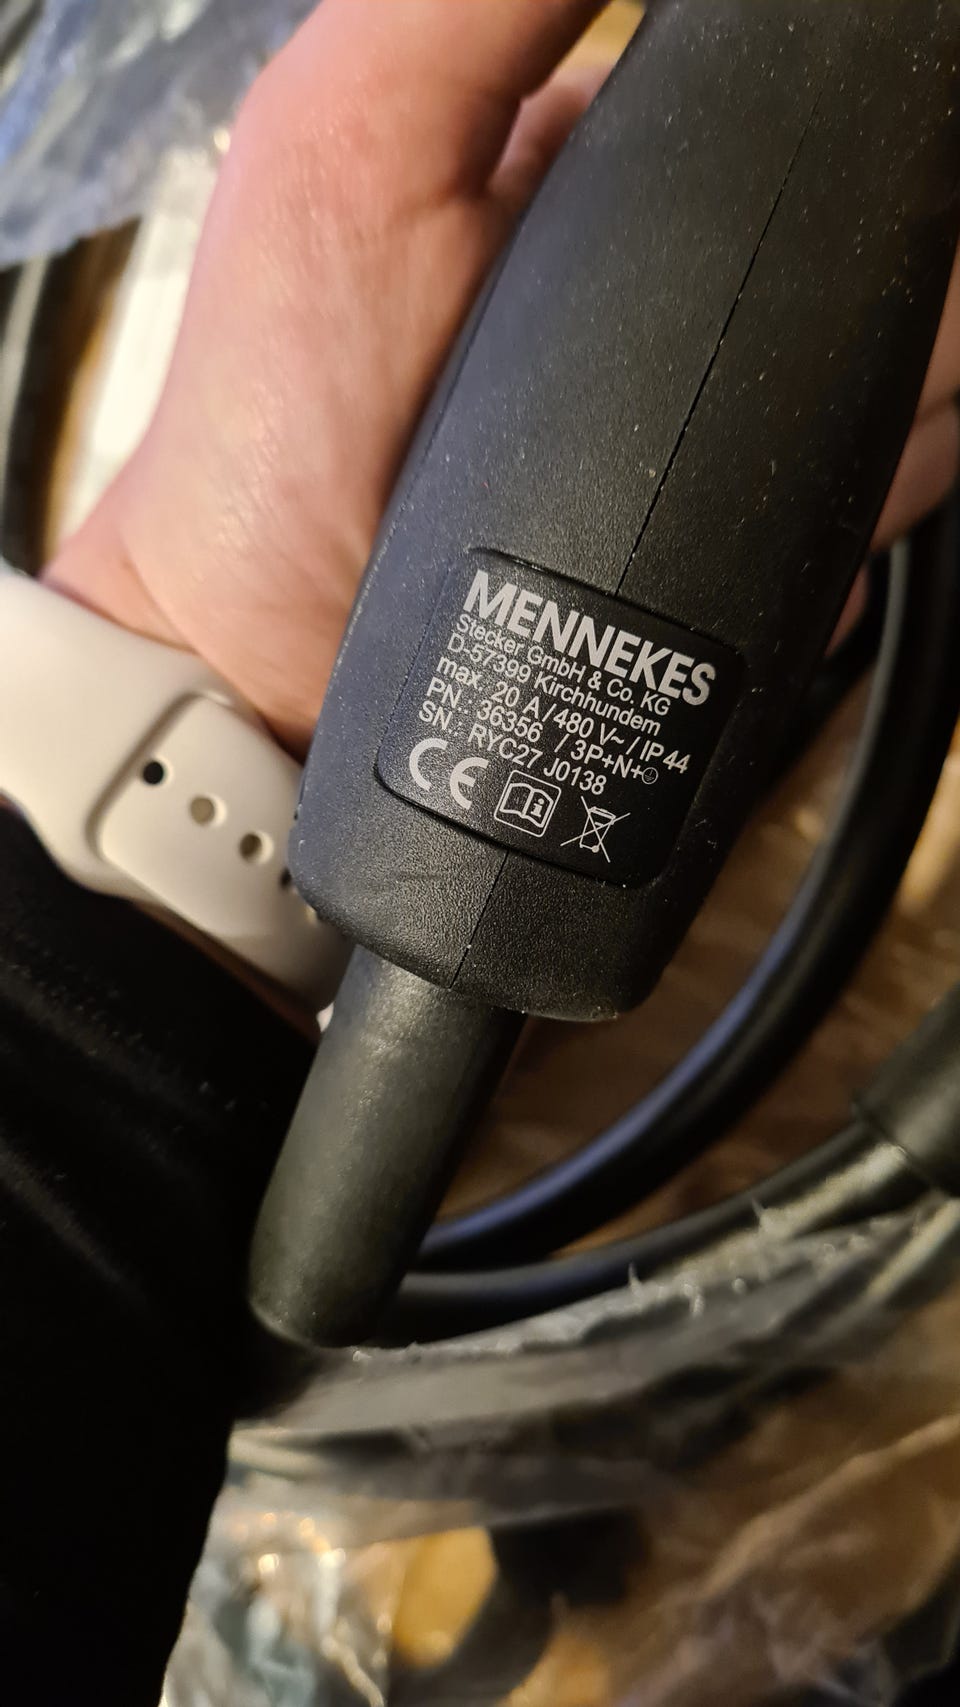 MENNEKES
Stecker GmbH & Co. KG
D-57399 Kirchhundem
max. 20 A / 480 V~ / IP 44
PN.: 36356 / 3P+N+⏚
SN.: RYC27 J0138
CE
i